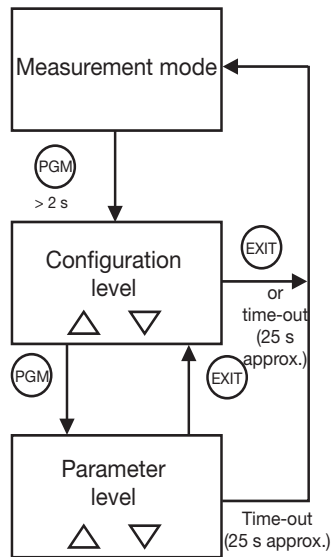 Measurement mode
PGM
> 2 s
Configuration
level
EXIT
or
time-out
(25 s
approx.)
PGM
EXIT
Parameter
level
Time-out
(25 s approx.)